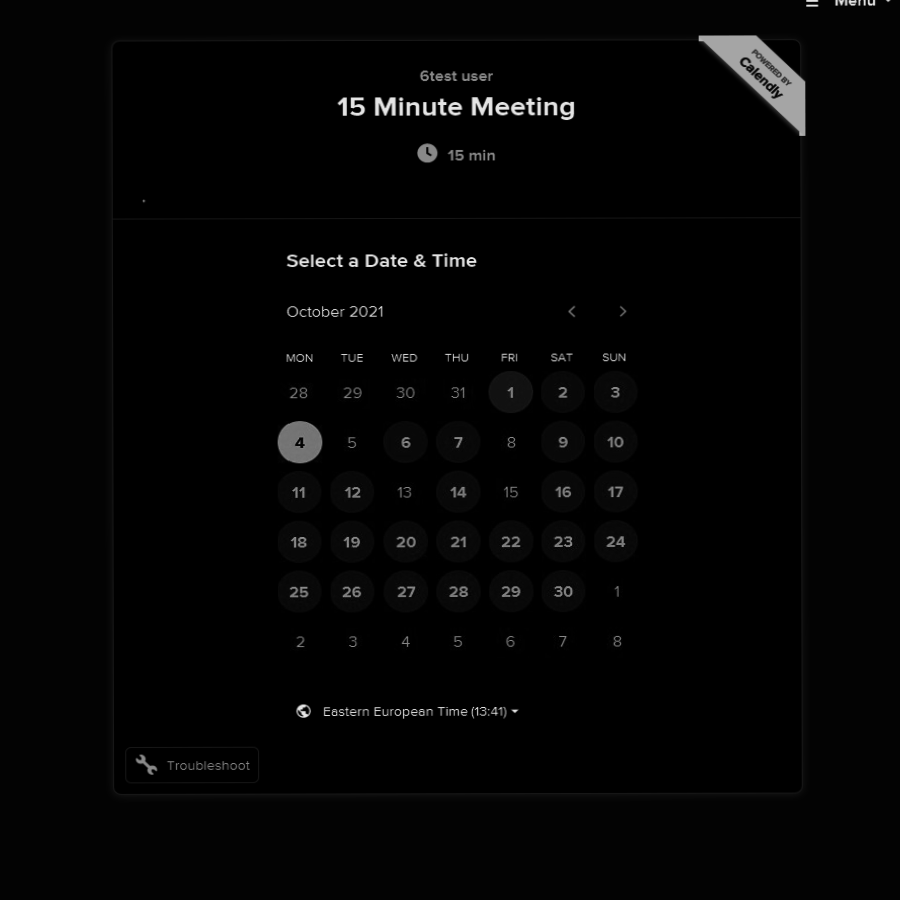 Menu
POWERED BY
Calendly
6test user
15 Minute Meeting
15 min
Select a Date & Time
October 2021
MON TUE WED THU FRI SAT SUN
28 29 30 31 1 2 3
4 5 6 7 8 9 10
11 12 13 14 15 16 17
18 19 20 21 22 23 24
25 26 27 28 29 30 1
2 3 4 5 6 7 8
Eastern European Time (13:41)
Troubleshoot